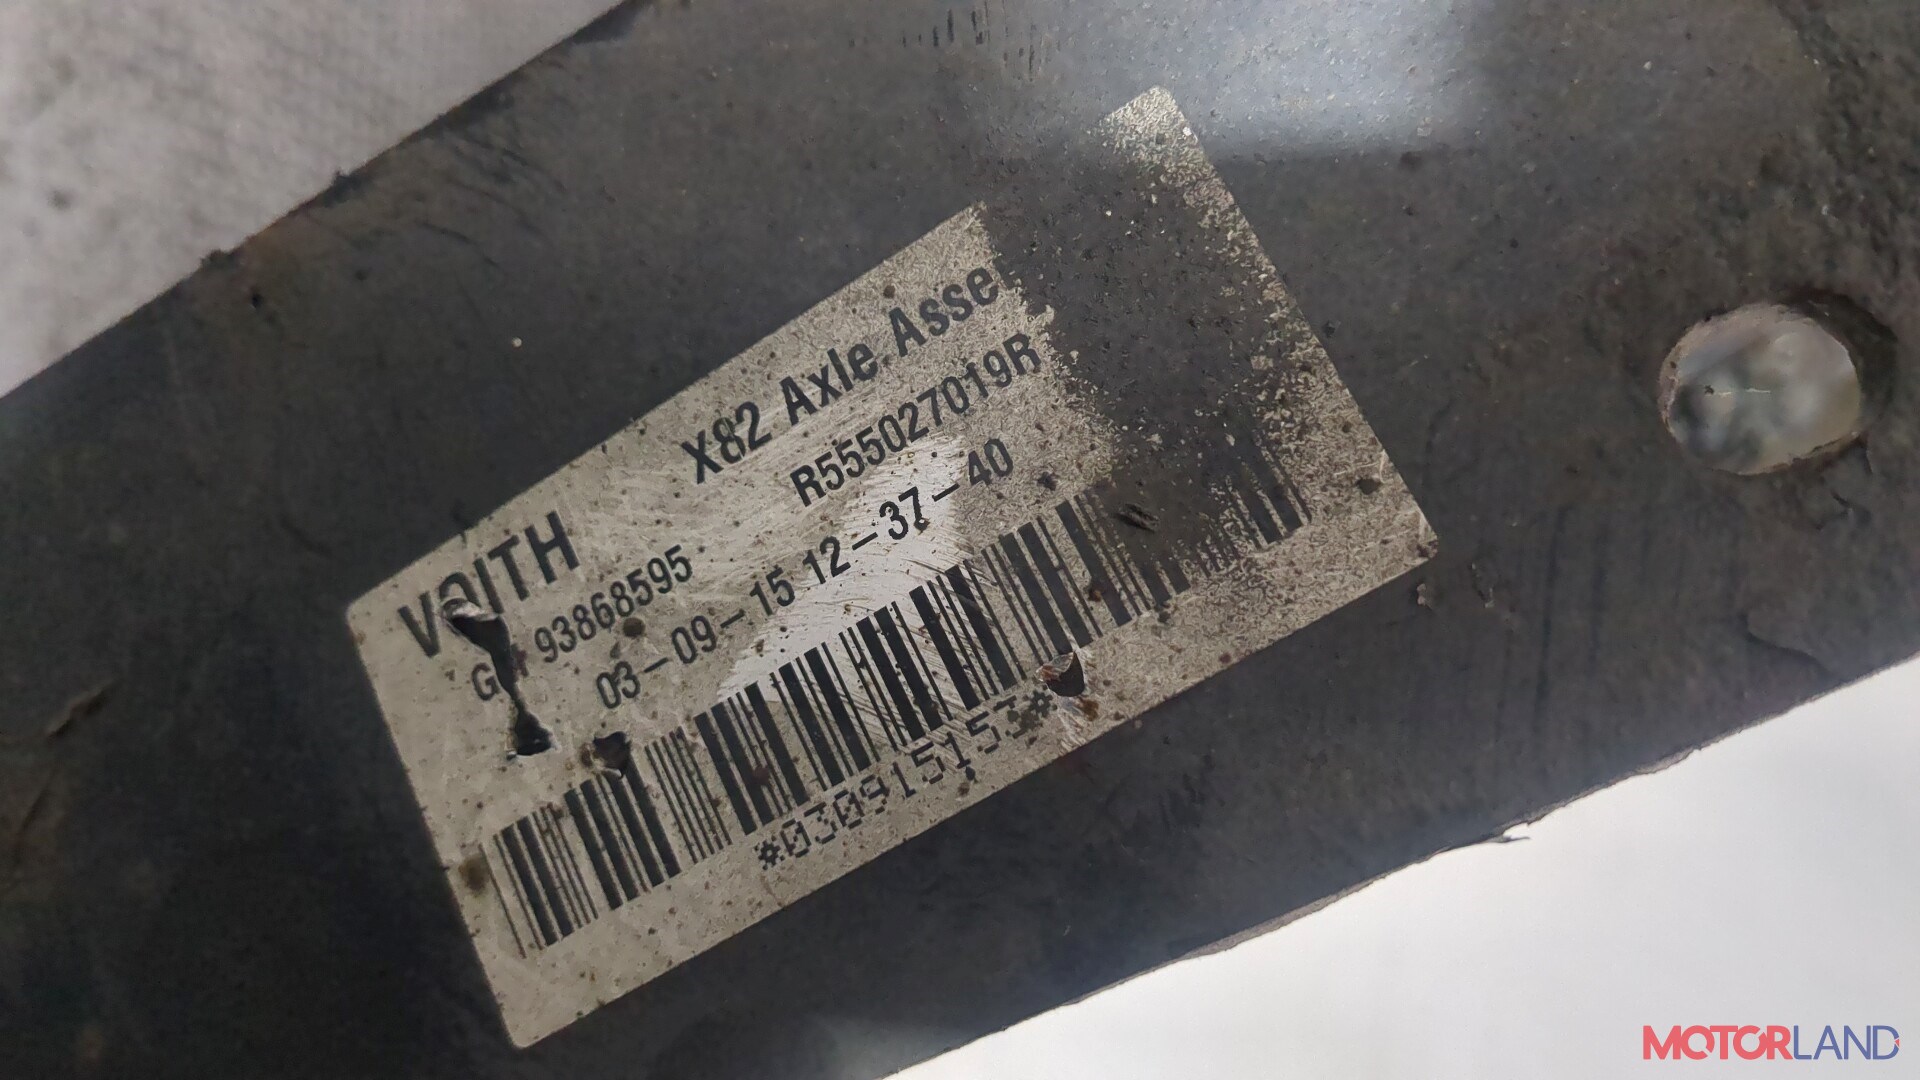 VOITH X82 Axle Asse
G # 93868595 R555027019R
03-09-15 12-37-40
*030915153*
MOTORLAND